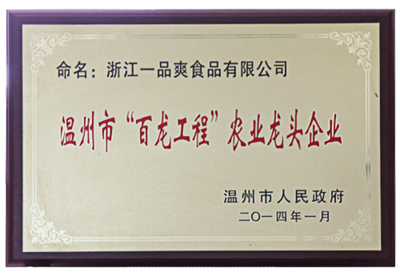 命名：浙江一品爽食品有限公司
温州市“百龙工程”农业龙头企业
温州市人民政府
二〇一四年一月